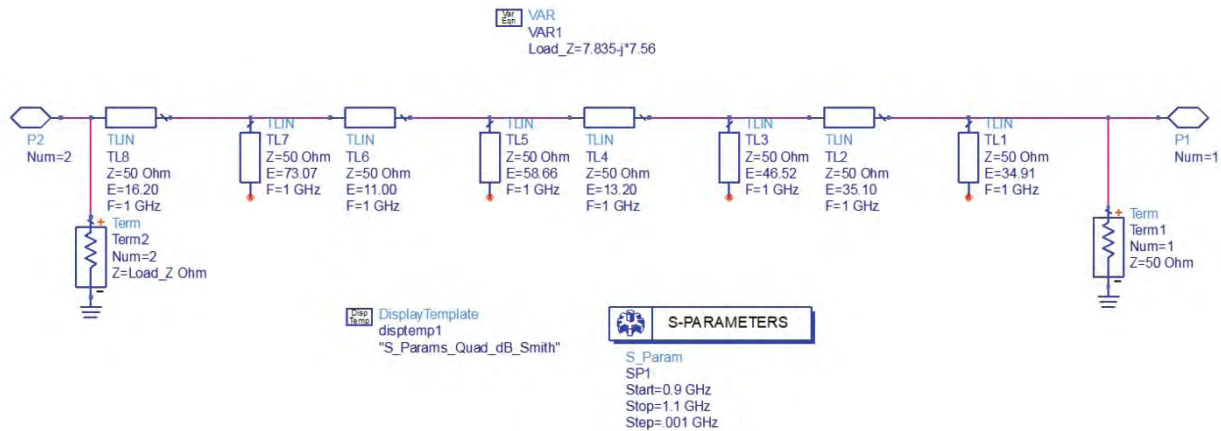 Var
Eqn
VAR
VAR1
Load_Z=7.835-j*7.56
P2
Num=2
TLIN
TL8
Z=50 Ohm
E=16.20
F=1 GHz
TLIN
TL7
Z=50 Ohm
E=73.07
F=1 GHz
TLIN
TL6
Z=50 Ohm
E=11.00
F=1 GHz
TLIN
TL5
Z=50 Ohm
E=58.66
F=1 GHz
TLIN
TL4
Z=50 Ohm
E=13.20
F=1 GHz
TLIN
TL3
Z=50 Ohm
E=46.52
F=1 GHz
TLIN
TL2
Z=50 Ohm
E=35.10
F=1 GHz
TLIN
TL1
Z=50 Ohm
E=34.91
F=1 GHz
P1
Num=1
+ Term
Term2
Num=2
Z=Load_Z Ohm
-
+ Term
Term1
Num=1
Z=50 Ohm
-
Disp
Temp
DisplayTemplate
disptemp1
"S_Params_Quad_dB_Smith"
S-PARAMETERS
S_Param
SP1
Start=0.9 GHz
Stop=1.1 GHz
Step=.001 GHz